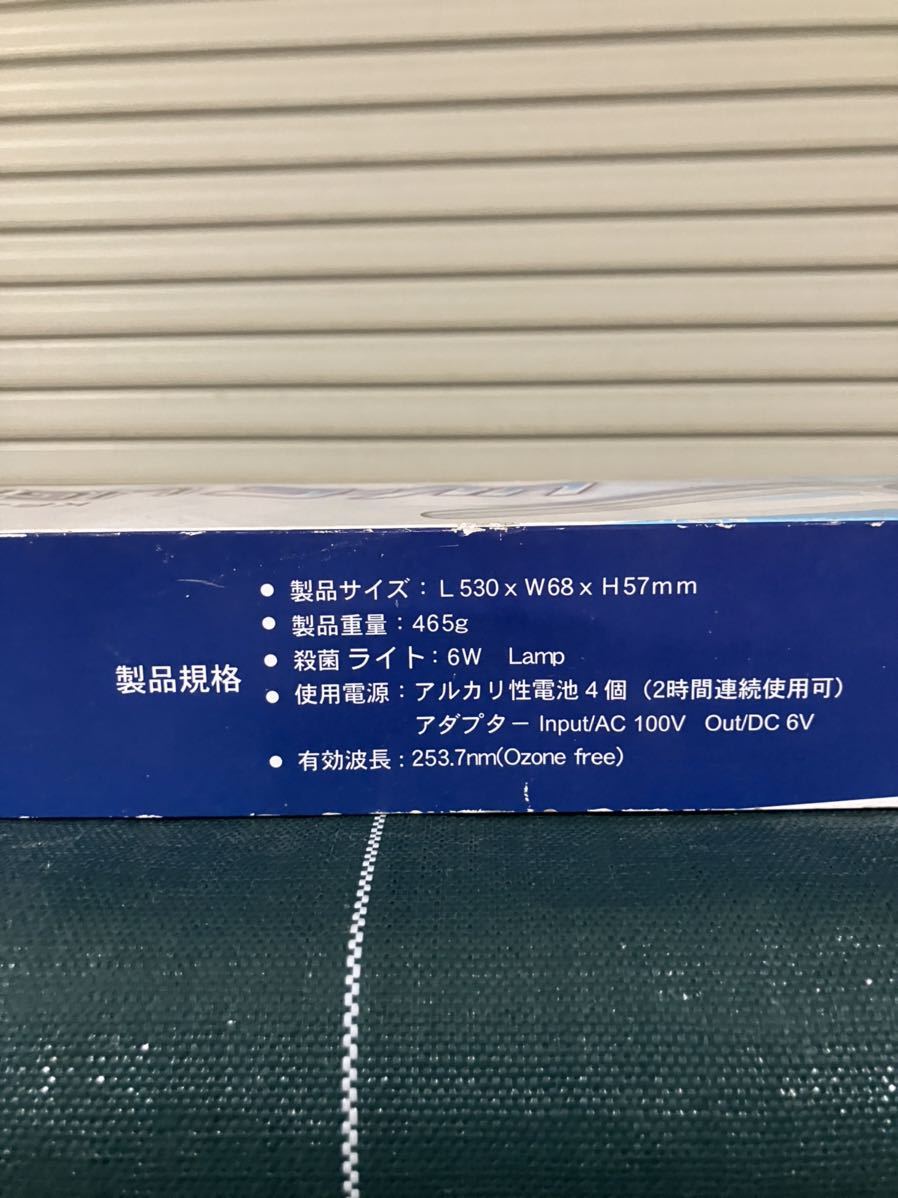 製品規格
● 製品サイズ：L530 x W68 x H57mm
● 製品重量：465g
● 殺菌 ライト：6W Lamp
● 使用電源：アルカリ性電池4個（2時間連続使用可）
アダプター Input/AC 100V Out/DC 6V
● 有効波長：253.7nm(Ozone free)